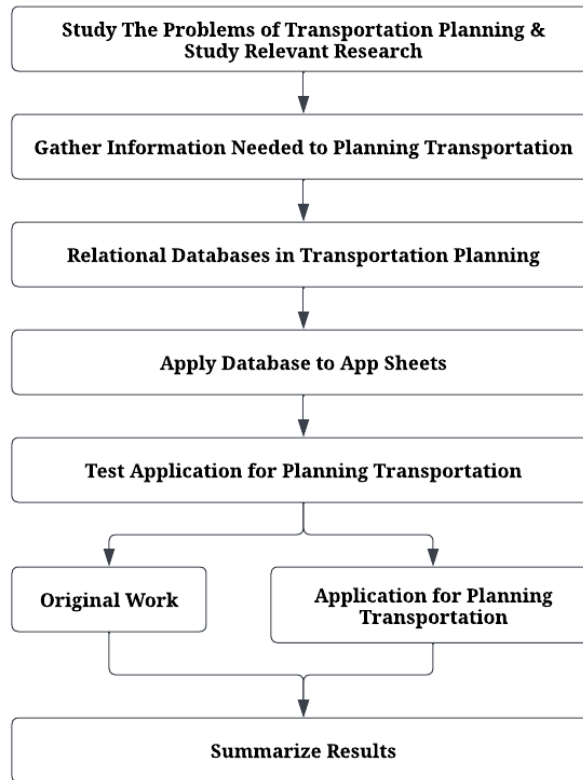 Study The Problems of Transportation Planning &
Study Relevant Research
Gather Information Needed to Planning Transportation
Relational Databases in Transportation Planning
Apply Database to App Sheets
Test Application for Planning Transportation
Original Work
Application for Planning
Transportation
Summarize Results